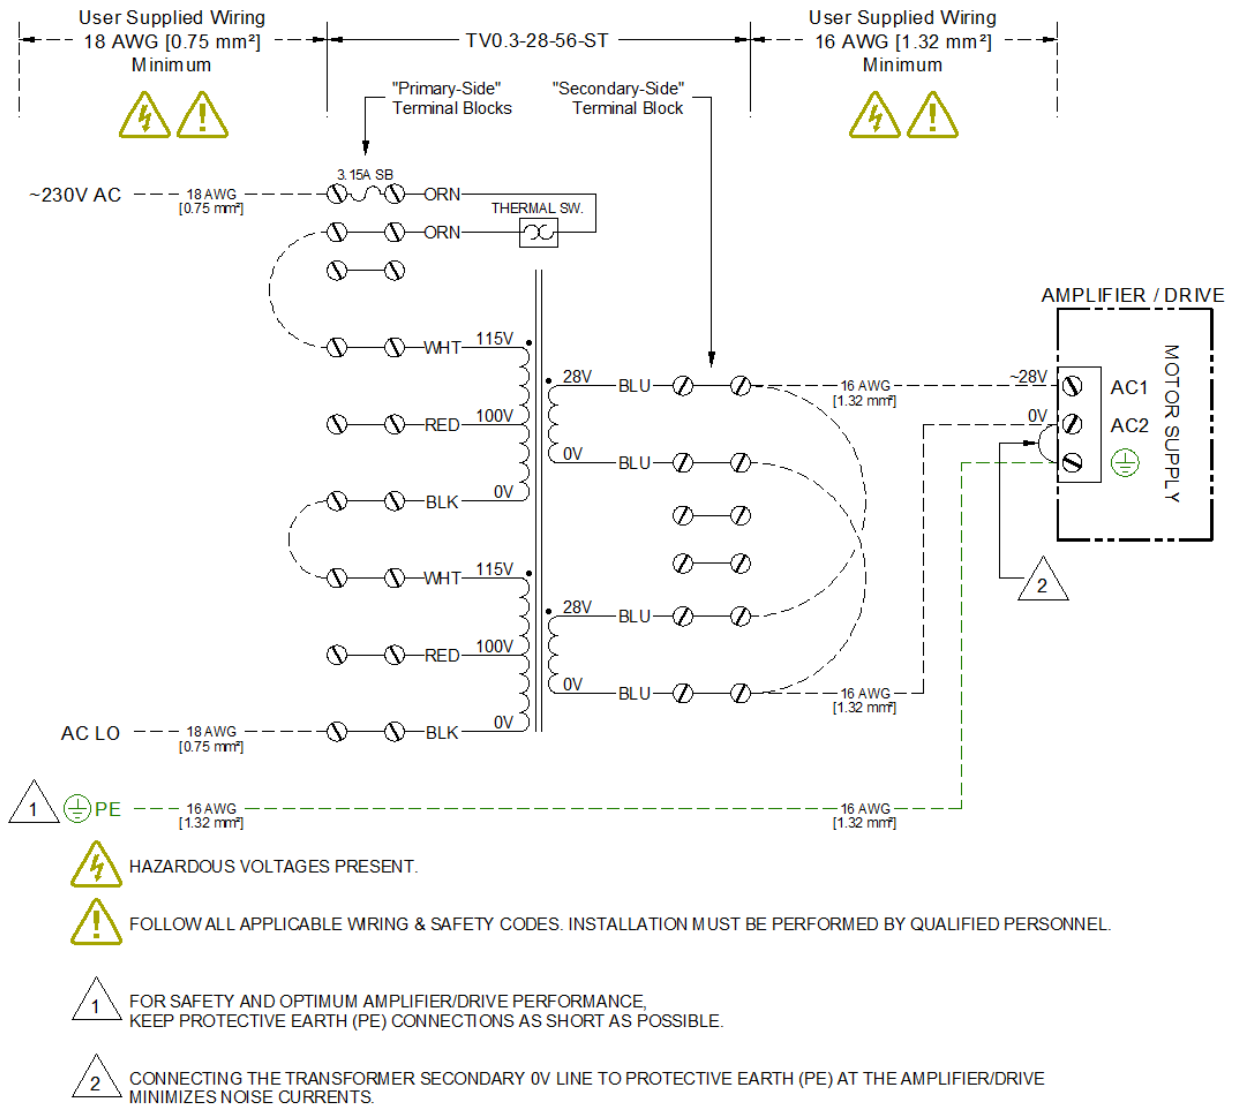 User Supplied Wiring
18 AWG [0.75 mm²]
Minimum
TV0.3-28-56-ST
User Supplied Wiring
16 AWG [1.32 mm²]
Minimum
"Primary-Side"
Terminal Blocks
"Secondary-Side"
Terminal Block
3.15A SB
~230V AC
18 AWG
[0.75 mm²]
ORN
THERMAL SW.
ORN
AMPLIFIER / DRIVE
WHT
115V
MOTOR SUPPLY
28V
BLU
16 AWG
[1.32 mm²]
~28V
AC1
RED
100V
0V
AC2
0V
BLU
BLK
0V
WHT
115V
2
28V
BLU
RED
100V
0V
BLU
16 AWG
[1.32 mm²]
AC LO
18 AWG
[0.75 mm²]
BLK
0V
1
PE
16 AWG
[1.32 mm²]
16 AWG
[1.32 mm²]
HAZARDOUS VOLTAGES PRESENT.
FOLLOW ALL APPLICABLE WIRING & SAFETY CODES. INSTALLATION MUST BE PERFORMED BY QUALIFIED PERSONNEL.
1
FOR SAFETY AND OPTIMUM AMPLIFIER/DRIVE PERFORMANCE,
KEEP PROTECTIVE EARTH (PE) CONNECTIONS AS SHORT AS POSSIBLE.
2
CONNECTING THE TRANSFORMER SECONDARY 0V LINE TO PROTECTIVE EARTH (PE) AT THE AMPLIFIER/DRIVE
MINIMIZES NOISE CURRENTS.